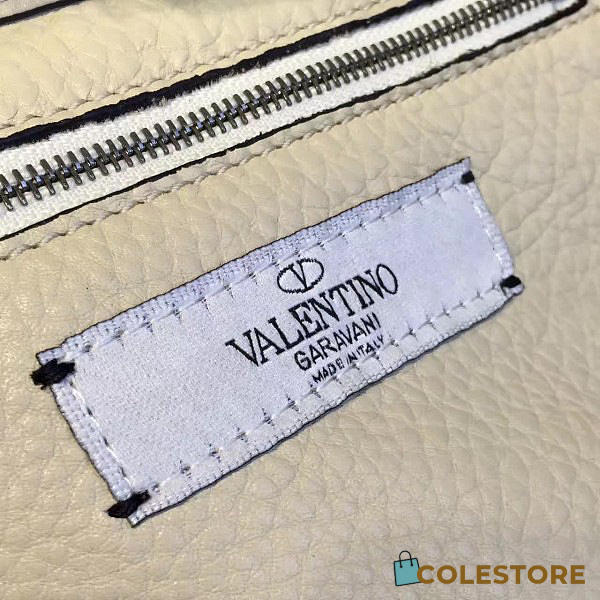 VALENTINO
GARAVANI
MADE IN ITALY
COLESTORE